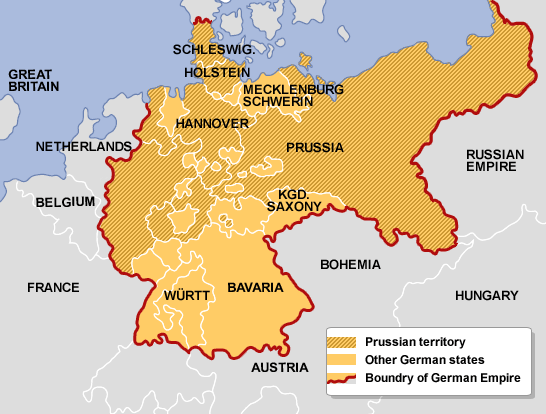 SCHLESWIG.
HOLSTEIN
GREAT
BRITAIN
MECKLENBURG
SCHWERIN
HANNOVER
NETHERLANDS
PRUSSIA
RUSSIAN
EMPIRE
BELGIUM
KGD.
SAXONY
BOHEMIA
FRANCE
WÜRTT
BAVARIA
HUNGARY
AUSTRIA
Prussian territory
Other German states
Boundry of German Empire